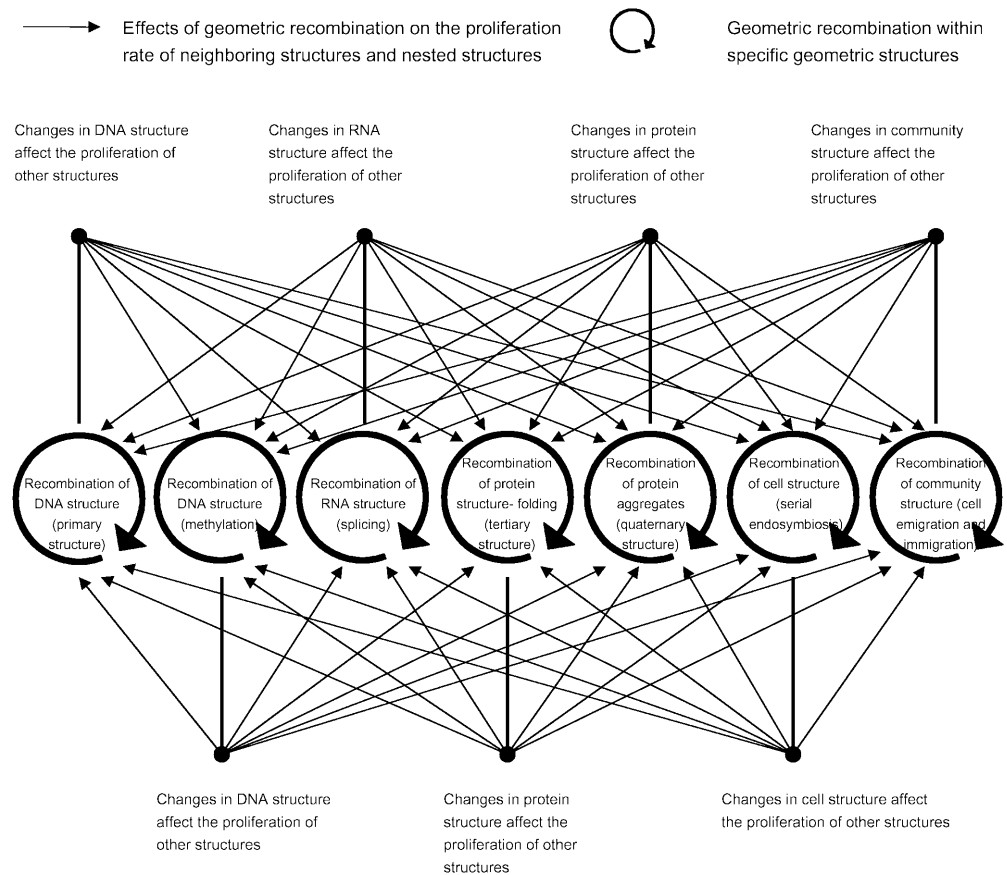 Effects of geometric recombination on the proliferation
rate of neighboring structures and nested structures
Geometric recombination within
specific geometric structures
Changes in DNA structure
affect the proliferation of
other structures
Changes in RNA
structure affect the
proliferation of other
structures
Changes in protein
structure affect the
proliferation of other
structures
Changes in community
structure affect the
proliferation of other
structures
Recombination of
DNA structure
(primary
structure)
Recombination of
DNA structure
(methylation)
Recombination of
RNA structure
(splicing)
Recombination
of protein
structure- folding
(tertiary
structure)
Recombination
of protein
aggregates
(quaternary
structure)
Recombination
of cell structure
(serial
endosymbiosis)
Recombination
of community
structure (cell
emigration and
immigration)
Changes in DNA structure
affect the proliferation of
other structures
Changes in protein
structure affect the
proliferation of other
structures
Changes in cell structure affect
the proliferation of other structures